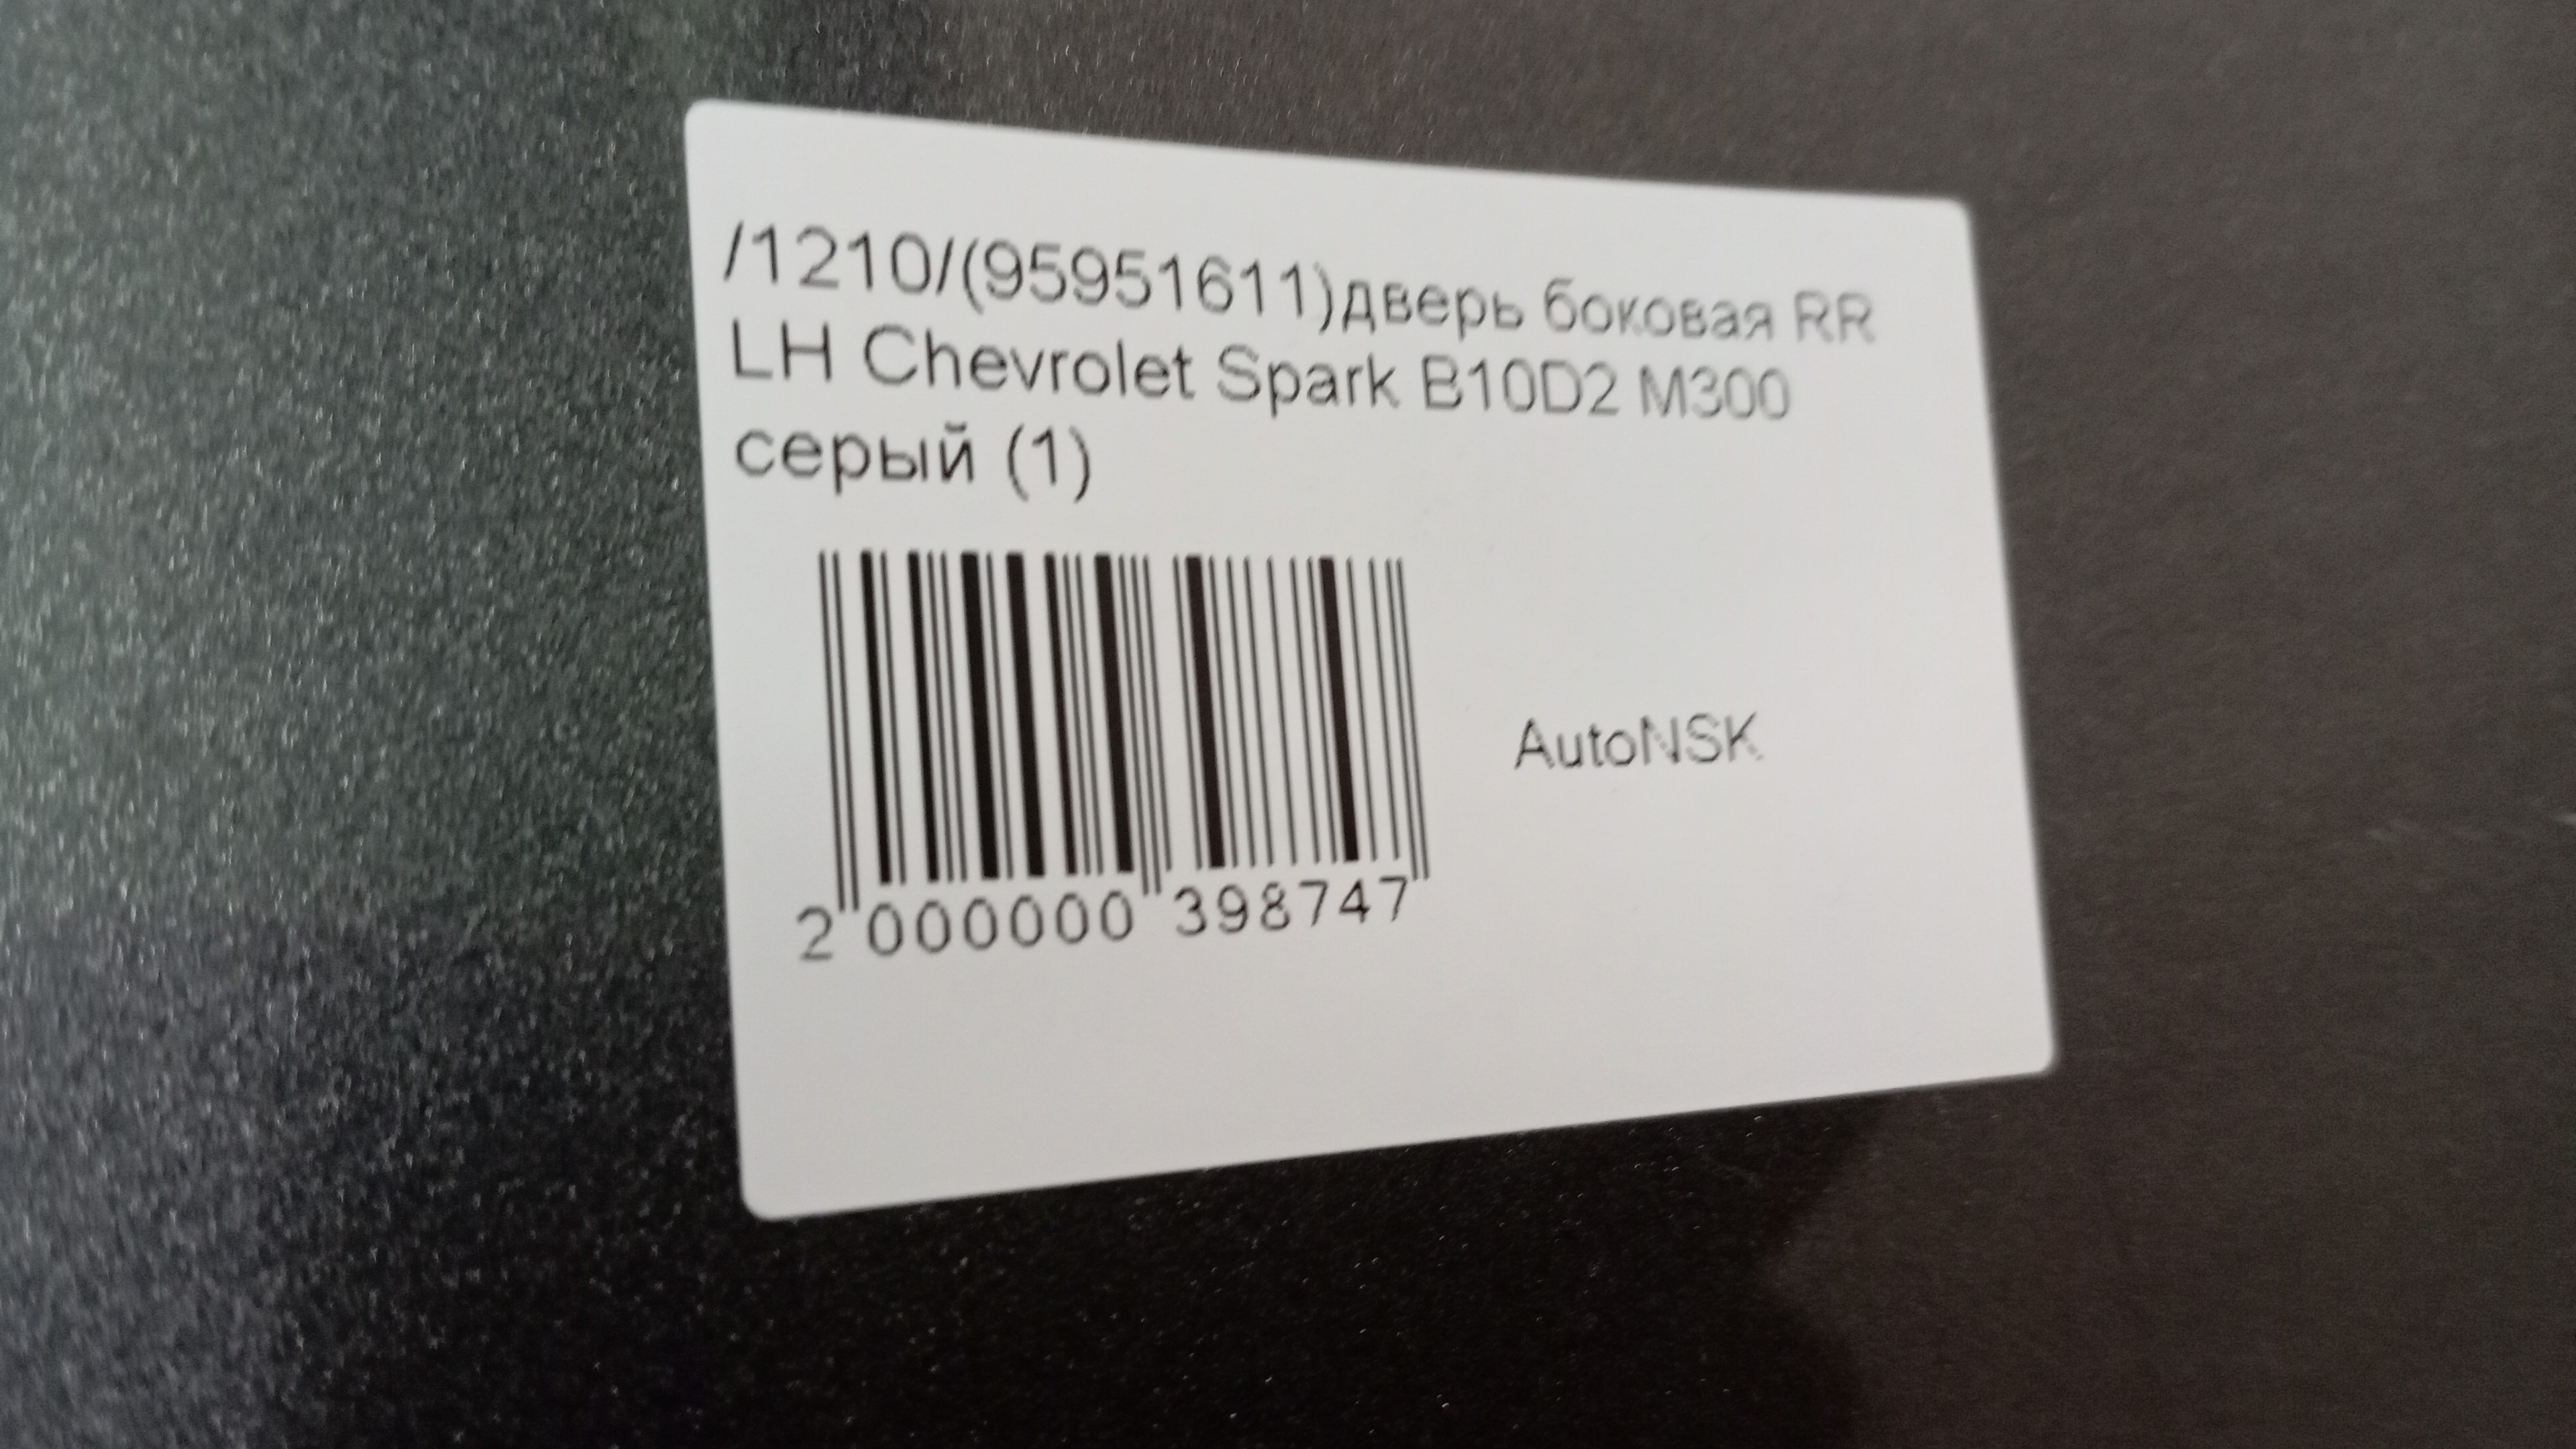 /1210/(95951611)дверь боковая RR
LH Chevrolet Spark B10D2 M300
серый (1)
AutoNSK
2 000000 398747